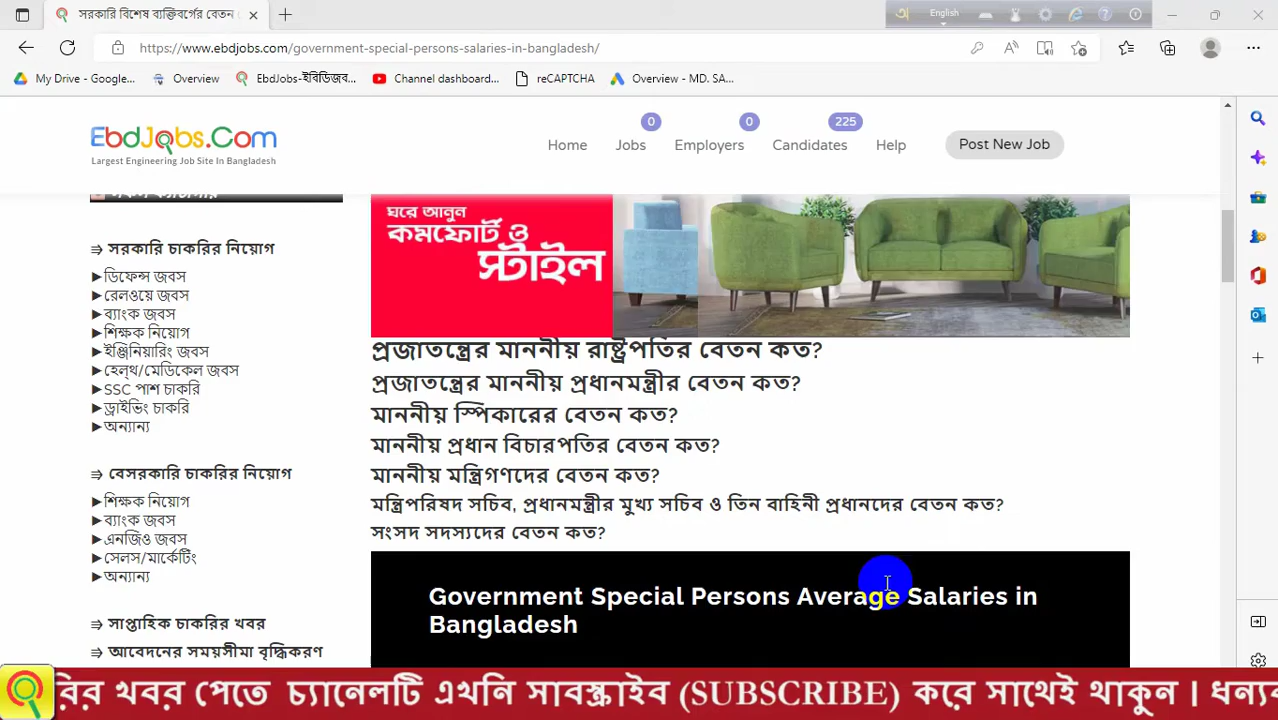 সরকারি বিশেষ ব্যক্তিবর্গের বেতন
English
https://www.ebdjobs.com/government-special-persons-salaries-in-bangladesh/
My Drive - Google...
Overview
EbdJobs-ইবিডিজব...
Channel dashboard...
reCAPTCHA
Overview - MD. SA...
EbdJobs.Com
Largest Engineering Job Site In Bangladesh
0
0
225
Home
Jobs
Employers
Candidates
Help
Post New Job
⇛ সরকারি চাকরির নিয়োগ
►ডিফেন্স জবস
►রেলওয়ে জবস
►ব্যাংক জবস
►শিক্ষক নিয়োগ
►ইঞ্জিনিয়ারিং জবস
►হেল্থ/মেডিকেল জবস
►SSC পাশ চাকরি
►ড্রাইভিং চাকরি
►অন্যান্য
⇛ বেসরকারি চাকরির নিয়োগ
►শিক্ষক নিয়োগ
►ব্যাংক জবস
►এনজিও জবস
►সেলস/মার্কেটিং
►অন্যান্য
⇛ সাপ্তাহিক চাকরির খবর
⇛ আবেদনের সময়সীমা বৃদ্ধিকরণ
ঘরে আনুন
কমফোর্ট ও
স্টাইল
প্রজাতন্ত্রের মাননীয় রাষ্ট্রপতির বেতন কত?
প্রজাতন্ত্রের মাননীয় প্রধানমন্ত্রীর বেতন কত?
মাননীয় স্পিকারের বেতন কত?
মাননীয় প্রধান বিচারপতির বেতন কত?
মাননীয় মন্ত্রিগণদের বেতন কত?
মন্ত্রিপরিষদ সচিব, প্রধানমন্ত্রীর মুখ্য সচিব ও তিন বাহিনী প্রধানদের বেতন কত?
সংসদ সদস্যদের বেতন কত?
Government Special Persons Average Salaries in
Bangladesh
রির খবর পেতে চ্যানেলটি এখনি সাবস্ক্রাইব (SUBSCRIBE) করে সাথেই থাকুন । ধন্যব